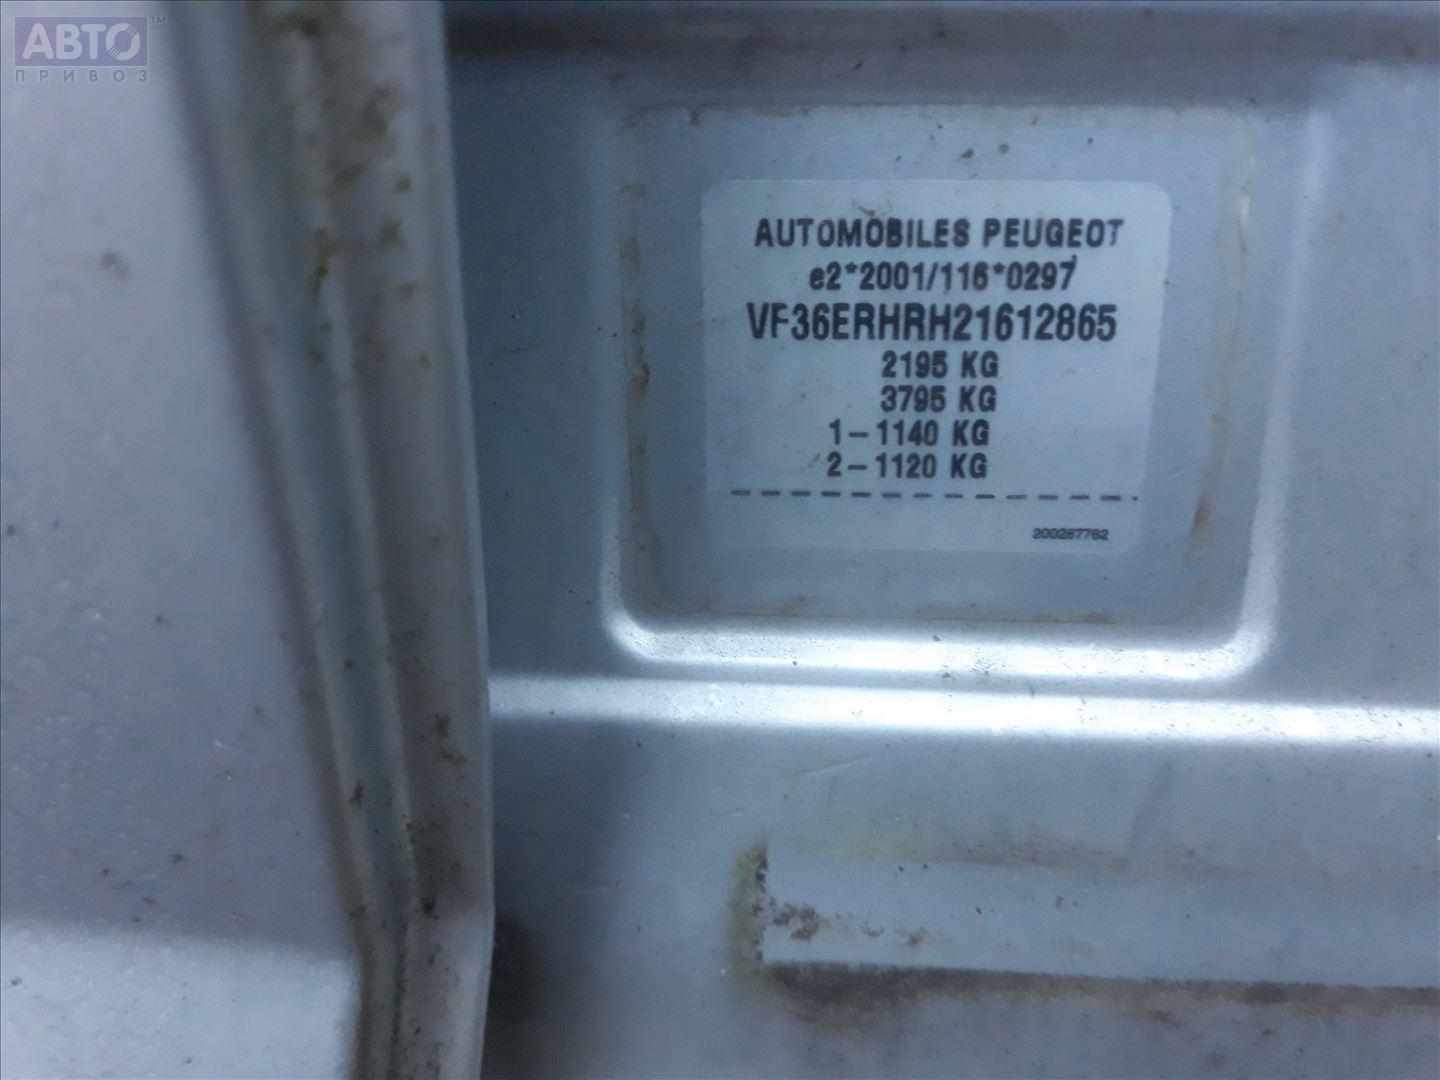 АВТО™
ПРИВОЗ
AUTOMOBILES PEUGEOT
e2*2001/116*0297
VF36ERHRH21612865
2195 KG
3795 KG
1-1140 KG
2-1120 KG
200267762